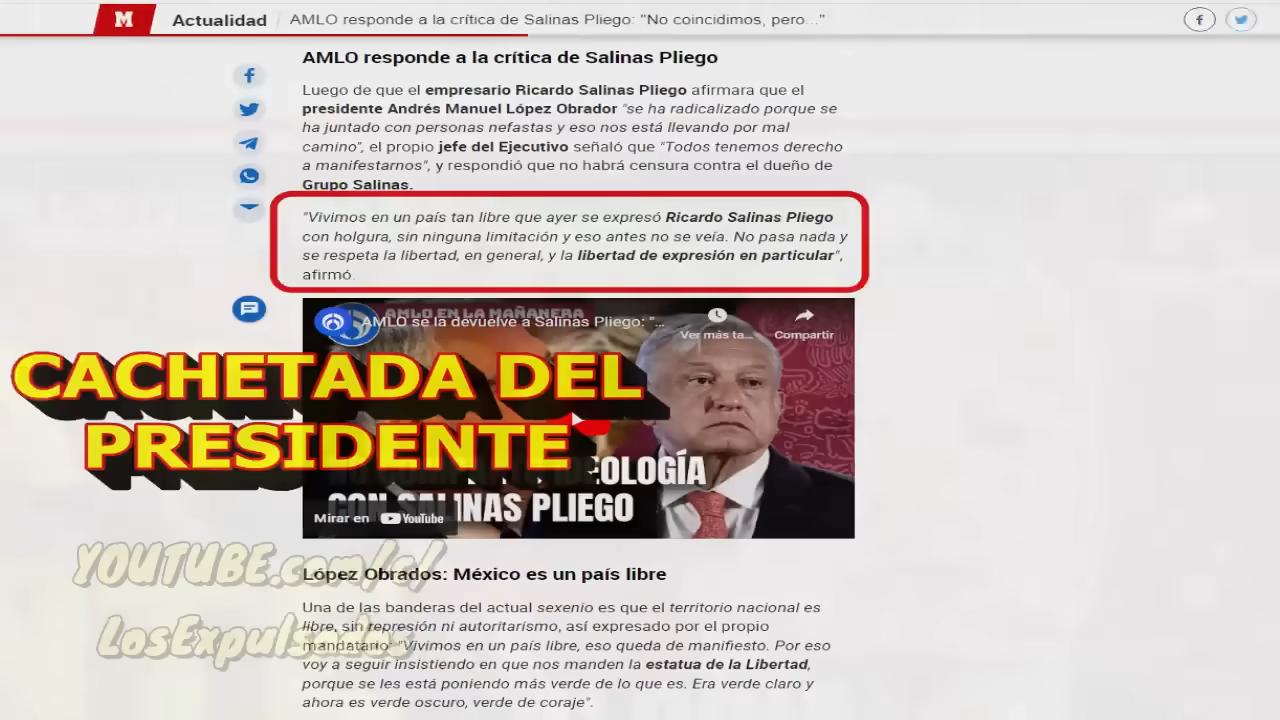 M Actualidad AMLO responde a la crítica de Salinas Pliego: "No coincidimos, pero..."
AMLO responde a la crítica de Salinas Pliego
Luego de que el empresario Ricardo Salinas Pliego afirmara que el
presidente Andrés Manuel López Obrador "se ha radicalizado porque se
ha juntado con personas nefastas y eso nos está llevando por mal
camino", el propio jefe del Ejecutivo señaló que "Todos tenemos derecho
a manifestarnos", y respondió que no habrá censura contra el dueño de
Grupo Salinas.
"Vivimos en un país tan libre que ayer se expresó Ricardo Salinas Pliego
con holgura, sin ninguna limitación y eso antes no se veía. No pasa nada y
se respeta la libertad, en general, y la libertad de expresión en particular",
afirmó.
AMLO EN LA MAÑANERA
AMLO se la devuelve a Salinas Pliego: "...
Ver más ta...
Compartir
CACHETADA DEL
PRESIDENTE
CON SALINAS PLIEGO
Mirar en YouTube
YOUTUBE.com/c/
LosExpulsados
López Obrados: México es un país libre
Una de las banderas del actual sexenio es que el territorio nacional es
libre, sin represión ni autoritarismo, así expresado por el propio
mandatario: "Vivimos en un país libre, eso queda de manifiesto. Por eso
voy a seguir insistiendo en que nos manden la estatua de la Libertad,
porque se les está poniendo más verde de lo que es. Era verde claro y
ahora es verde oscuro, verde de coraje".